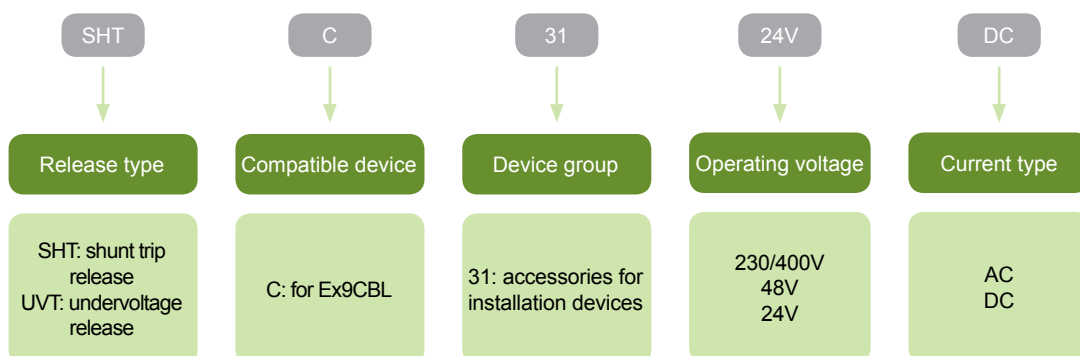 SHT
C
31
24V
DC
Release type
Compatible device
Device group
Operating voltage
Current type
SHT: shunt trip
release
UVT: undervoltage
release
C: for Ex9CBL
31: accessories for
installation devices
230/400V
48V
24V
AC
DC